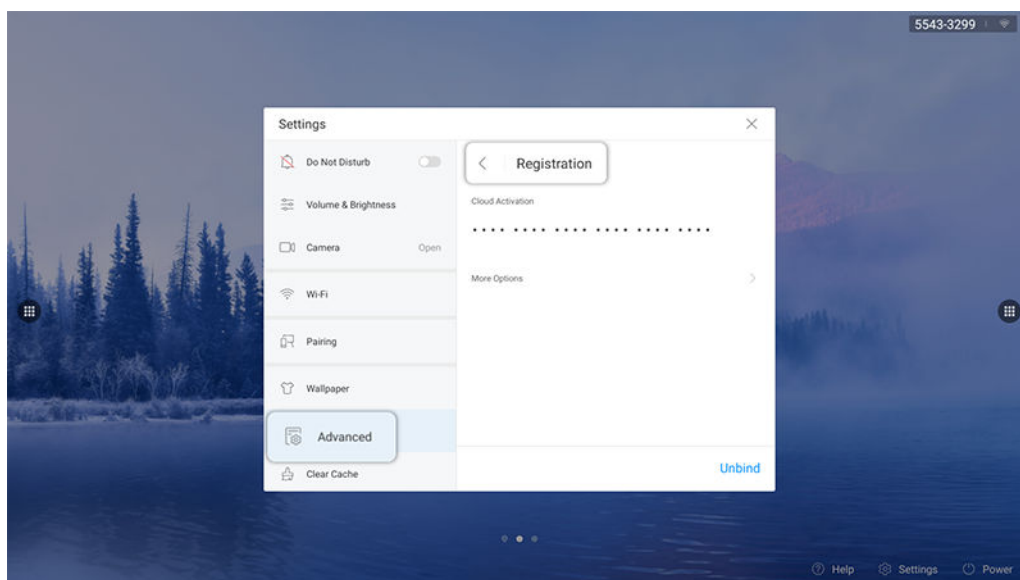 5543-3299
Settings
Do Not Disturb
Volume & Brightness
Camera Open
Wi-Fi
Pairing
Wallpaper
Advanced
Clear Cache
Registration
Cloud Activation
•••• •••• •••• •••• •••• ••••
More Options
Unbind
Help Settings Power